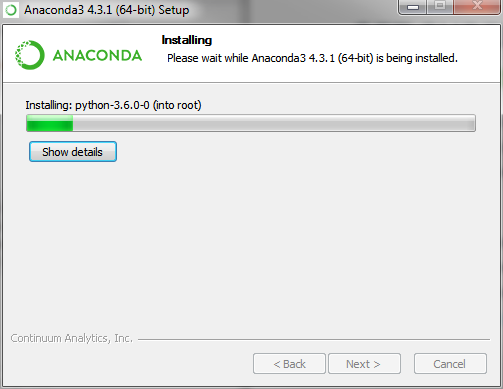 Anaconda3 4.3.1 (64-bit) Setup
ANACONDA
Installing
Please wait while Anaconda3 4.3.1 (64-bit) is being installed.
Installing: python-3.6.0-0 (into root)
Show details
Continuum Analytics, Inc.
< Back
Next >
Cancel